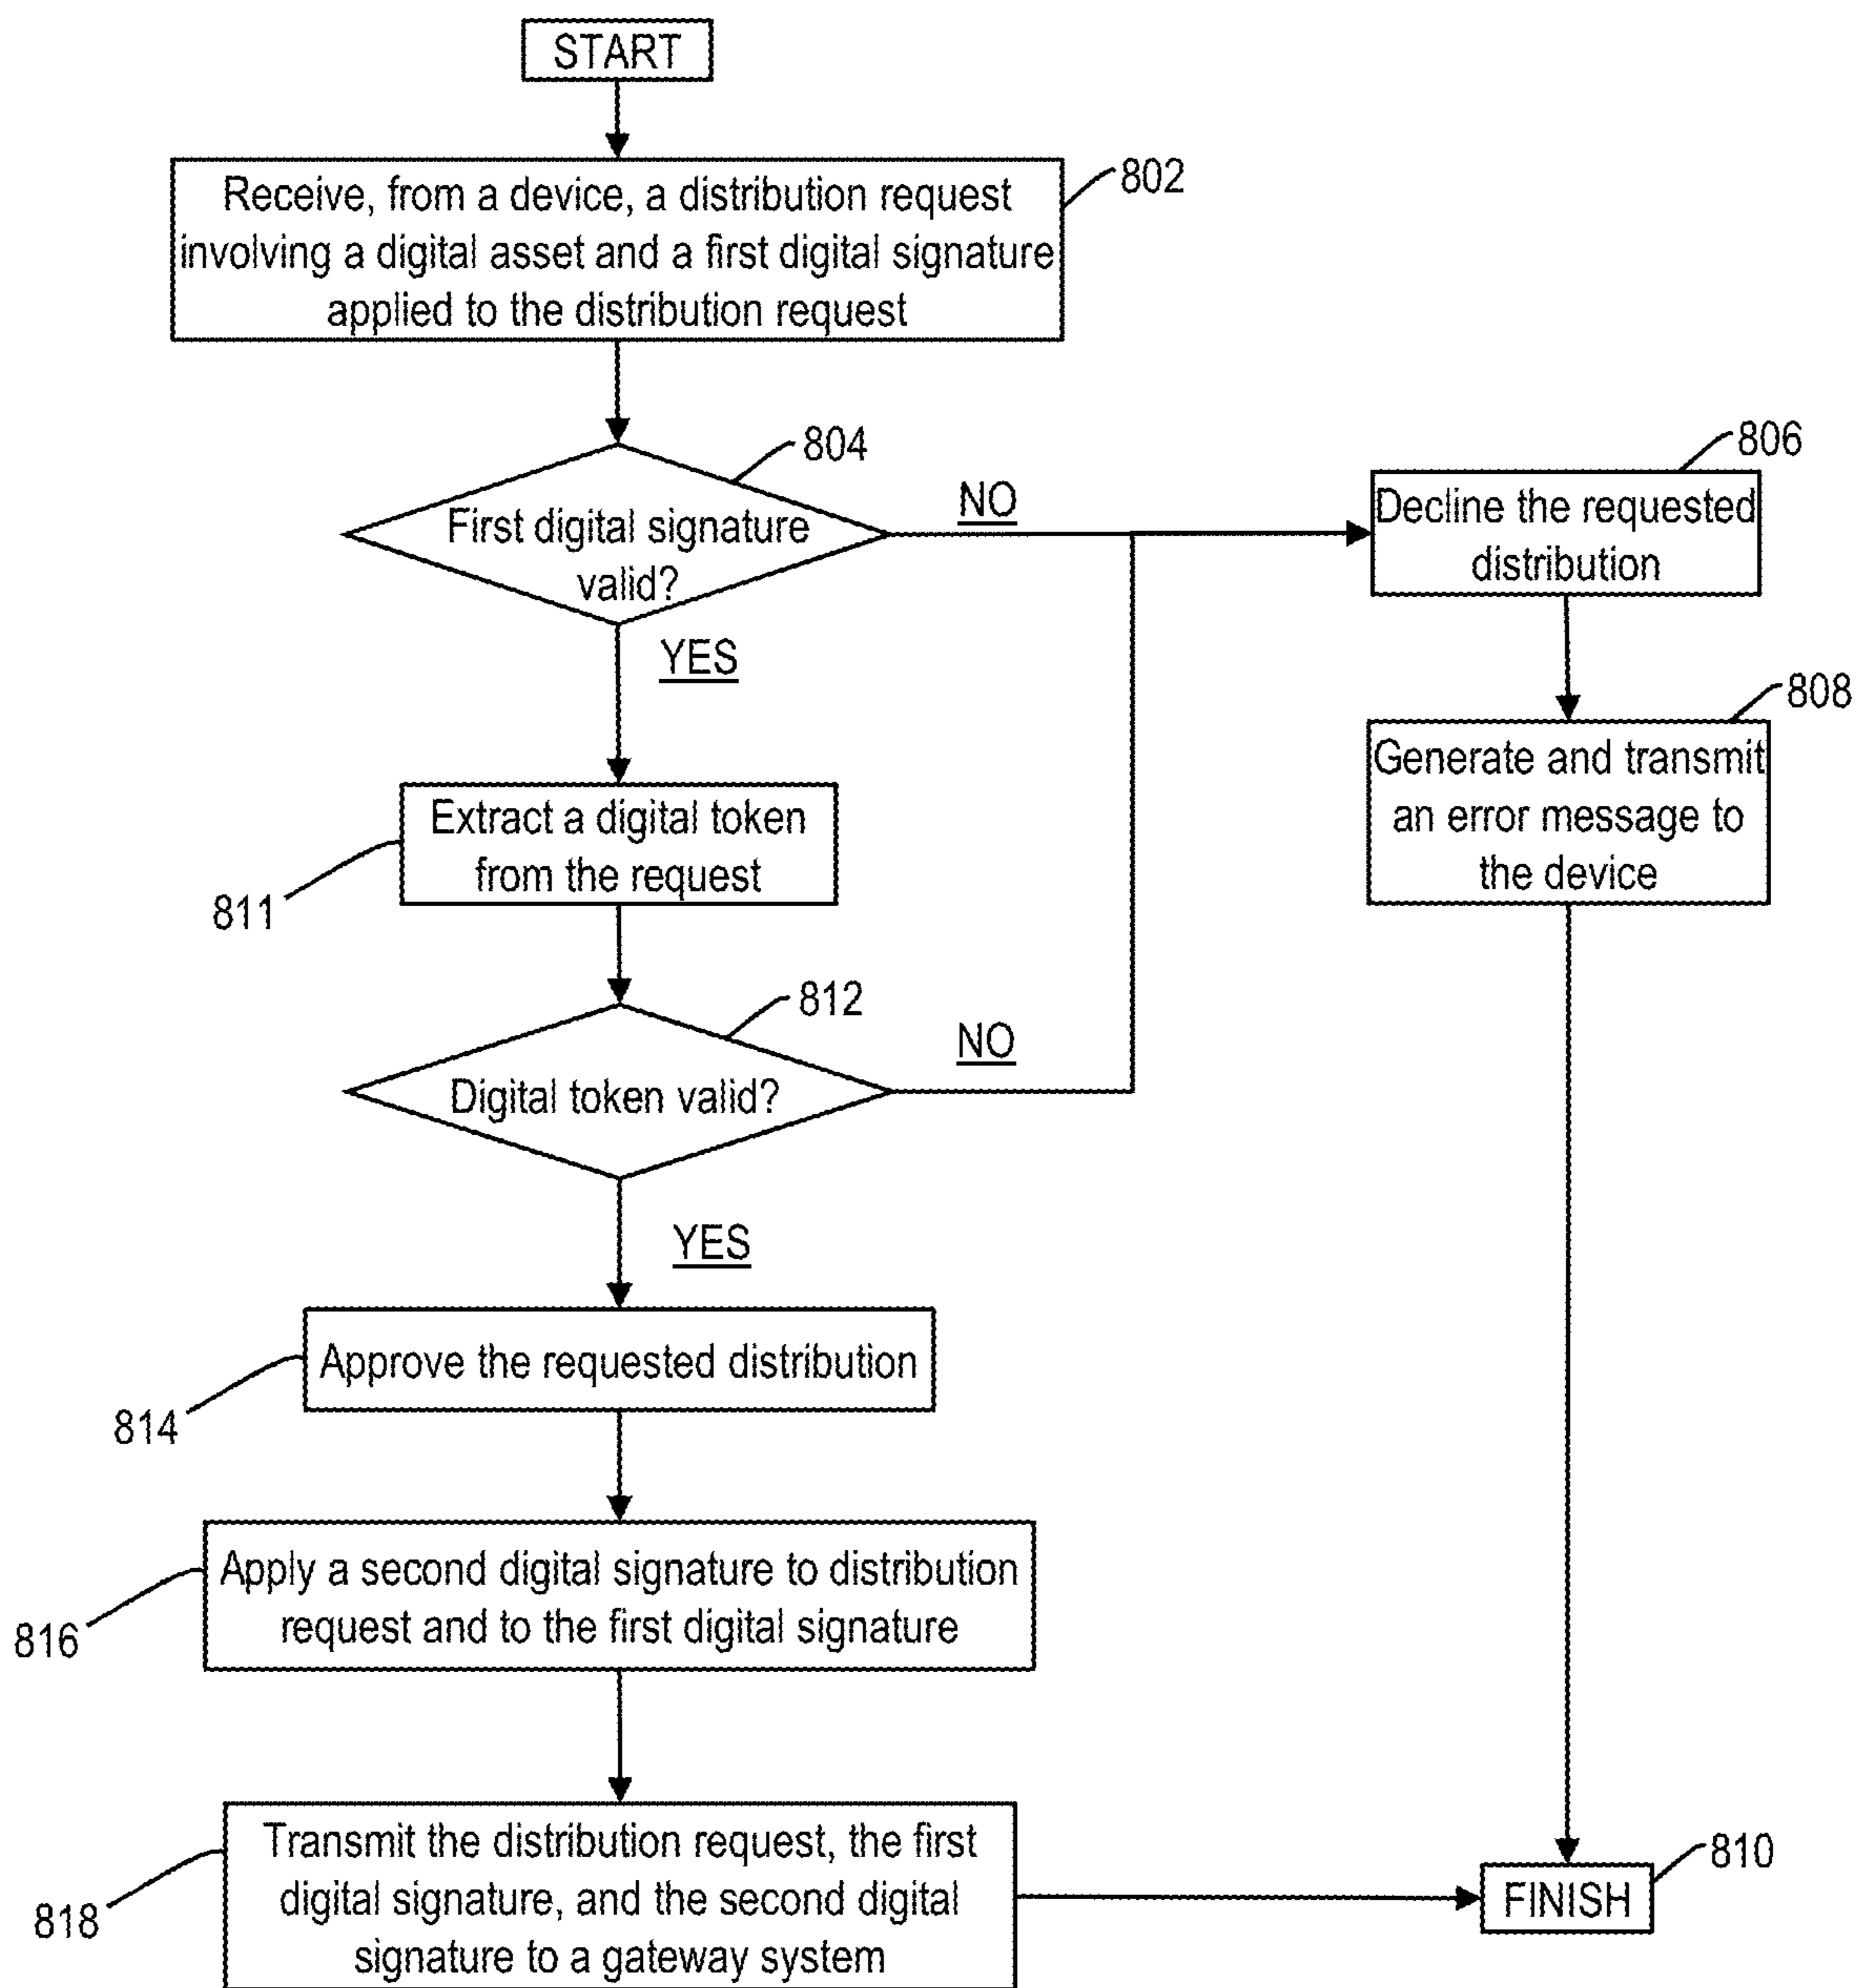 START
Receive, from a device, a distribution request
involving a digital asset and a first digital signature
applied to the distribution request
802
804
First digital signature
valid?
NO
806
Decline the requested
distribution
YES
808
Generate and transmit
an error message to
the device
Extract a digital token
from the request
811
812
Digital token valid?
NO
YES
Approve the requested distribution
814
Apply a second digital signature to distribution
request and to the first digital signature
816
Transmit the distribution request, the first
digital signature, and the second digital
signature to a gateway system
818
810
FINISH